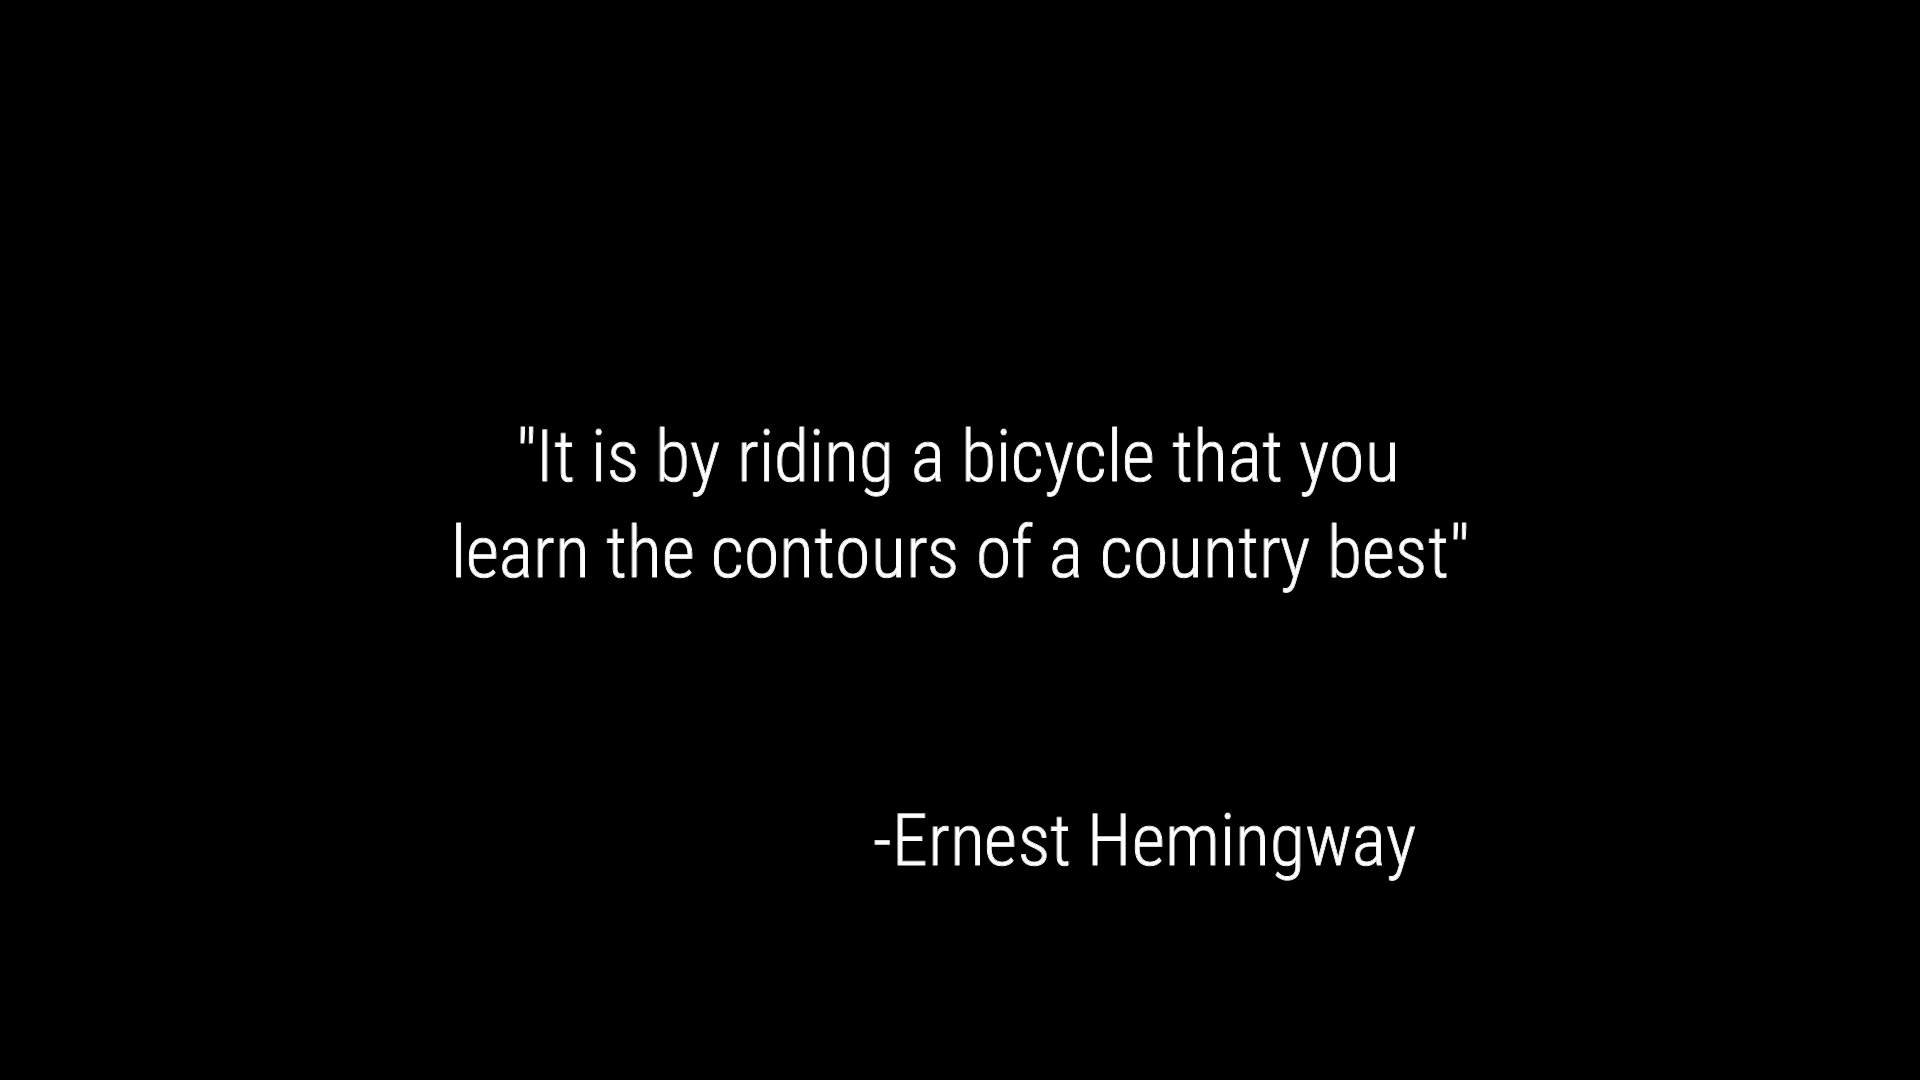 "It is by riding a bicycle that you
learn the contours of a country best"
-Ernest Hemingway